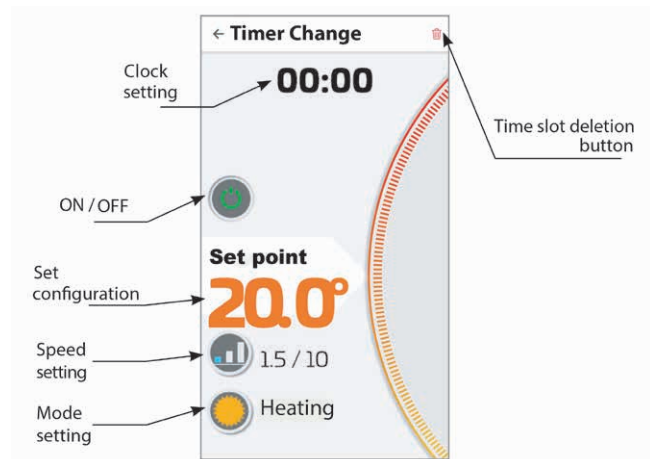 ← Timer Change
Clock
setting
00:00
Time slot deletion
button
ON / OFF
Set point
Set
configuration
20.0°
Speed
setting
1.5 / 10
Mode
setting
Heating